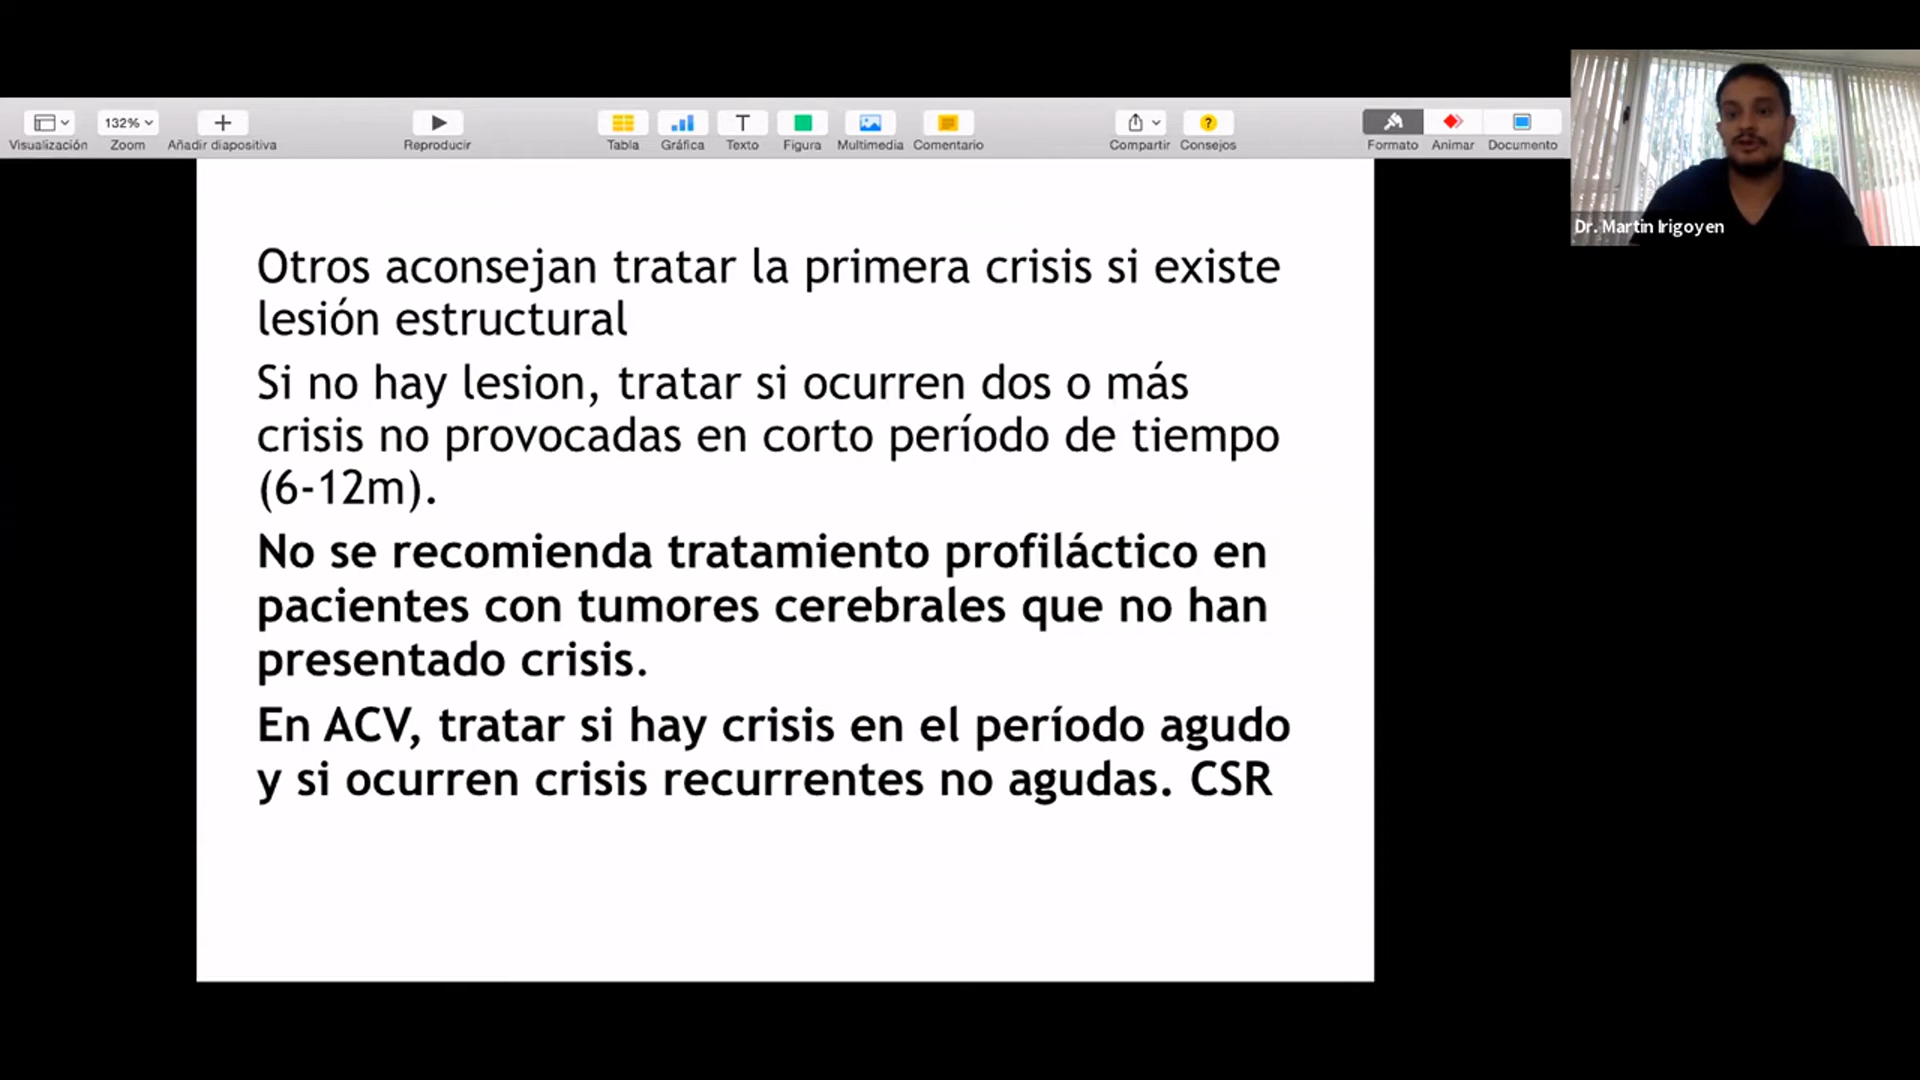 132%
Visualización Zoom Añadir diapositiva Reproducir Tabla Gráfica Texto Figura Multimedia Comentario Compartir Consejos Formato Animar Documento
Dr. Martin Irigoyen
Otros aconsejan tratar la primera crisis si existe
lesión estructural
Si no hay lesion, tratar si ocurren dos o más
crisis no provocadas en corto período de tiempo
(6-12m).
No se recomienda tratamiento profiláctico en
pacientes con tumores cerebrales que no han
presentado crisis.
En ACV, tratar si hay crisis en el período agudo
y si ocurren crisis recurrentes no agudas. CSR